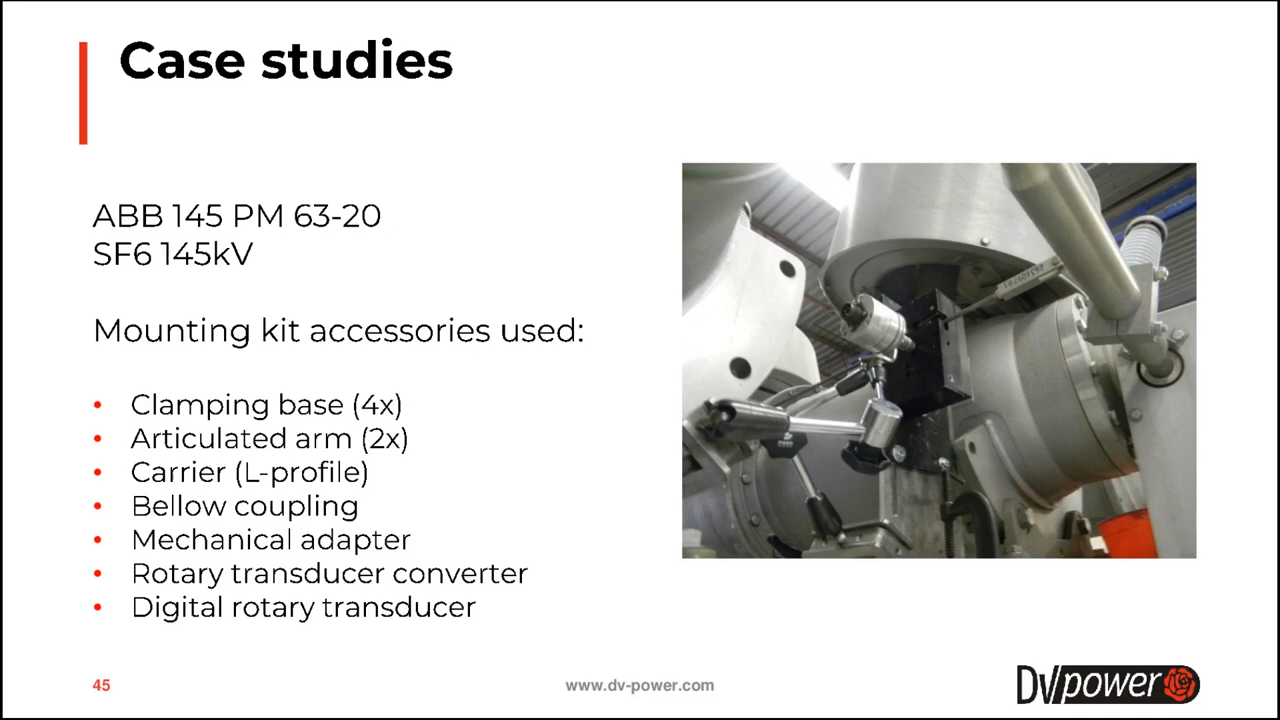 Case studies
ABB 145 PM 63-20
SF6 145kV
Mounting kit accessories used:
• Clamping base (4x)
• Articulated arm (2x)
• Carrier (L-profile)
• Bellow coupling
• Mechanical adapter
• Rotary transducer converter
• Digital rotary transducer
45
www.dv-power.com
DV power